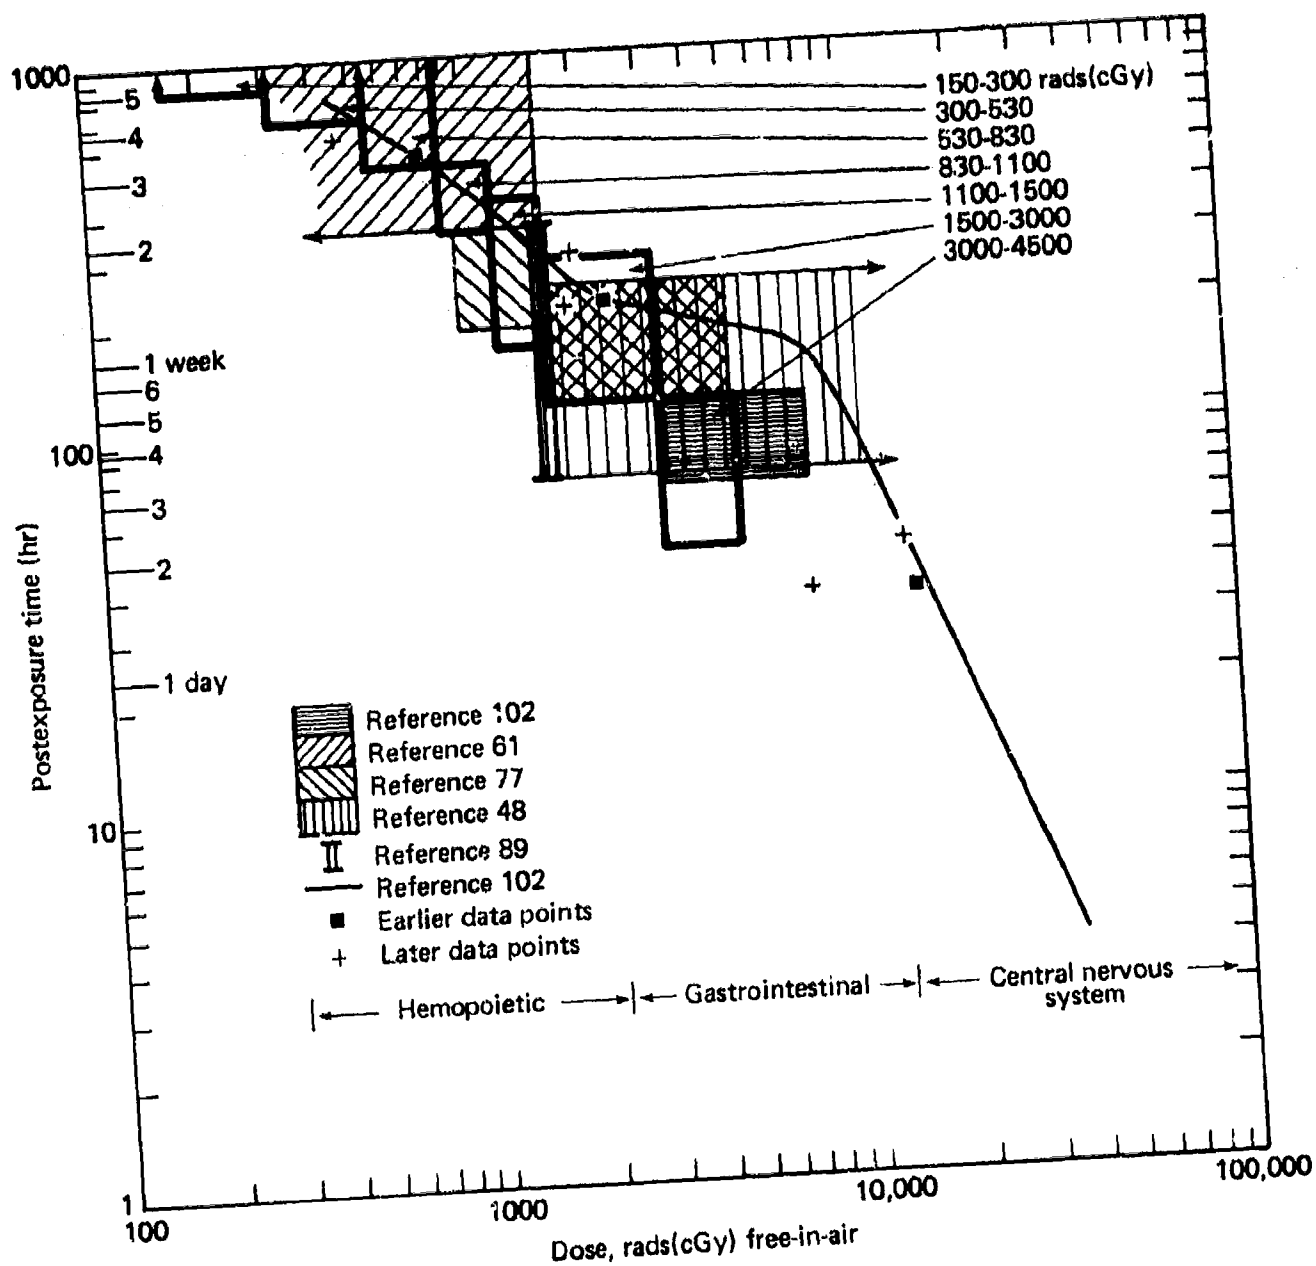 1000
5
4
3
2
1 week
6
5
100
4
3
2
1 day
10
1
Postexposure time (hr)
150-300 rads(cGy)
300-530
530-830
830-1100
1100-1500
1500-3000
3000-4500
Reference 102
Reference 61
Reference 77
Reference 48
Reference 89
Reference 102
Earlier data points
Later data points
Hemopoietic
Gastrointestinal
Central nervous
system
100
1000
10,000
100,000
Dose, rads(cGy) free-in-air